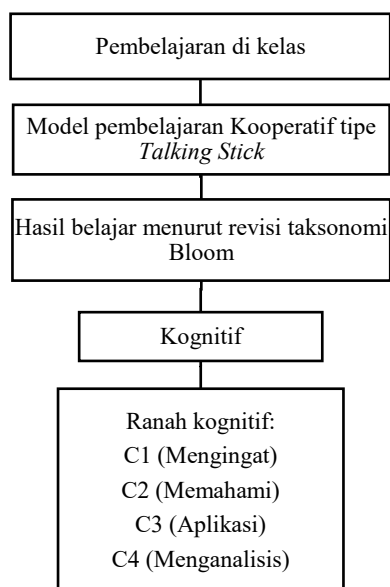 Pembelajaran di kelas
Model pembelajaran Kooperatif tipe
Talking Stick
Hasil belajar menurut revisi taksonomi
Bloom
Kognitif
Ranah kognitif:
C1 (Mengingat)
C2 (Memahami)
C3 (Aplikasi)
C4 (Menganalisis)